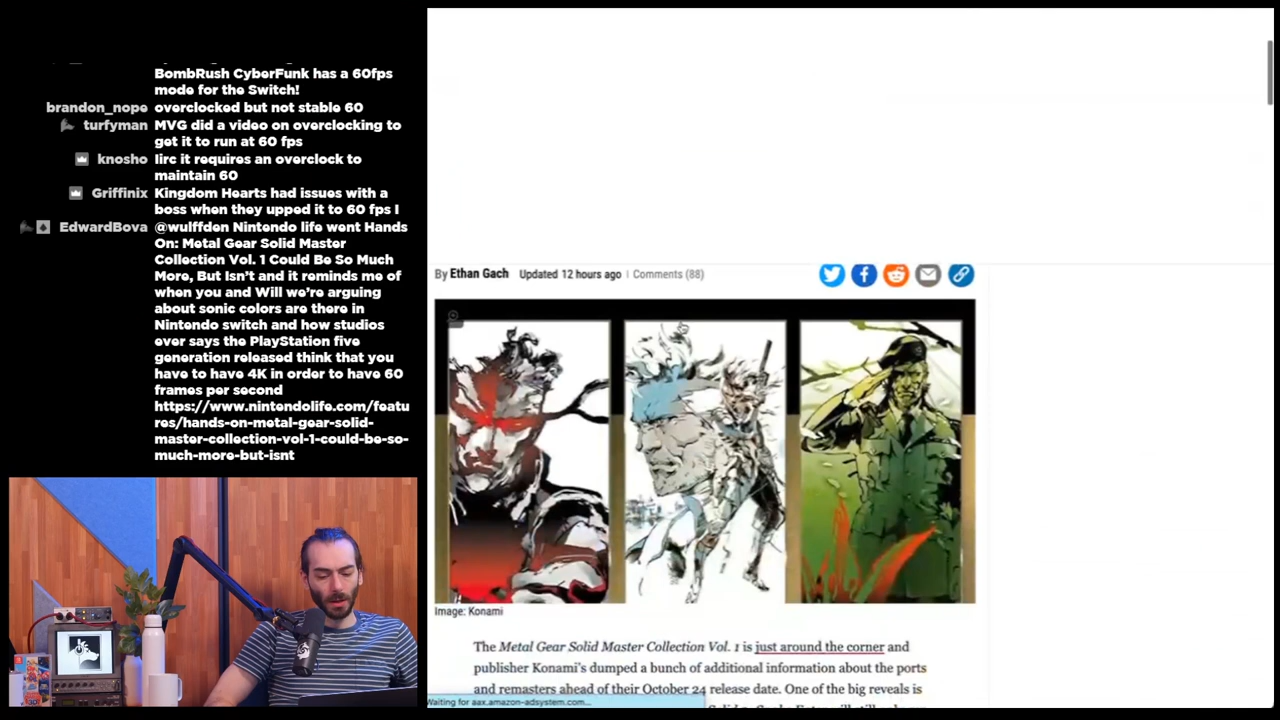 BombRush CyberFunk has a 60fps
mode for the Switch!
brandon_nope overclocked but not stable 60
turfyman MVG did a video on overclocking to
get it to run at 60 fps
knosho Iirc it requires an overclock to
maintain 60
Griffinix Kingdom Hearts had issues with a
boss when they upped it to 60 fps I
EdwardBova @wulffden Nintendo life went Hands
On: Metal Gear Solid Master
Collection Vol. 1 Could Be So Much
More, But Isn't and it reminds me of
when you and Will we're arguing
about sonic colors are there in
Nintendo switch and how studios
ever says the PlayStation five
generation released think that you
have to have 4K in order to have 60
frames per second
https://www.nintendolife.com/featu
res/hands-on-metal-gear-solid-
master-collection-vol-1-could-be-so-
much-more-but-isnt
By Ethan Gach Updated 12 hours ago | Comments (88)
Image: Konami
The Metal Gear Solid Master Collection Vol. 1 is just around the corner and
publisher Konami's dumped a bunch of additional information about the ports
and remasters ahead of their October 24 release date. One of the big reveals is
Waiting for aax.amazon-adsystem.com...